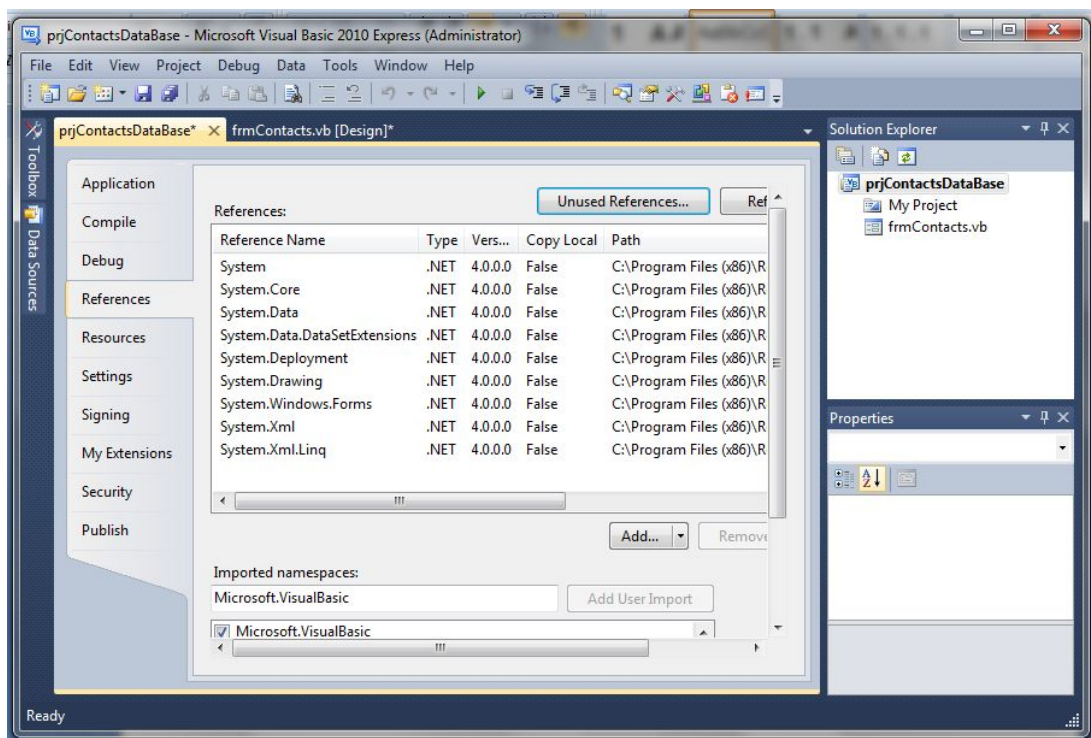 prjContactsDataBase - Microsoft Visual Basic 2010 Express (Administrator)
File Edit View Project Debug Data Tools Window Help
Toolbox
Data Sources
prjContactsDataBase* frmContacts.vb [Design]*
Application
Compile
Debug
References
Resources
Settings
Signing
My Extensions
Security
Publish
References: Unused References... Ref
Reference Name Type Vers... Copy Local Path
System .NET 4.0.0.0 False C:\Program Files (x86)\R
System.Core .NET 4.0.0.0 False C:\Program Files (x86)\R
System.Data .NET 4.0.0.0 False C:\Program Files (x86)\R
System.Data.DataSetExtensions .NET 4.0.0.0 False C:\Program Files (x86)\R
System.Deployment .NET 4.0.0.0 False C:\Program Files (x86)\R
System.Drawing .NET 4.0.0.0 False C:\Program Files (x86)\R
System.Windows.Forms .NET 4.0.0.0 False C:\Program Files (x86)\R
System.Xml .NET 4.0.0.0 False C:\Program Files (x86)\R
System.Xml.Linq .NET 4.0.0.0 False C:\Program Files (x86)\R
Add... Remove
Imported namespaces:
Microsoft.VisualBasic Add User Import
Microsoft.VisualBasic
Solution Explorer
prjContactsDataBase
My Project
frmContacts.vb
Properties
Ready